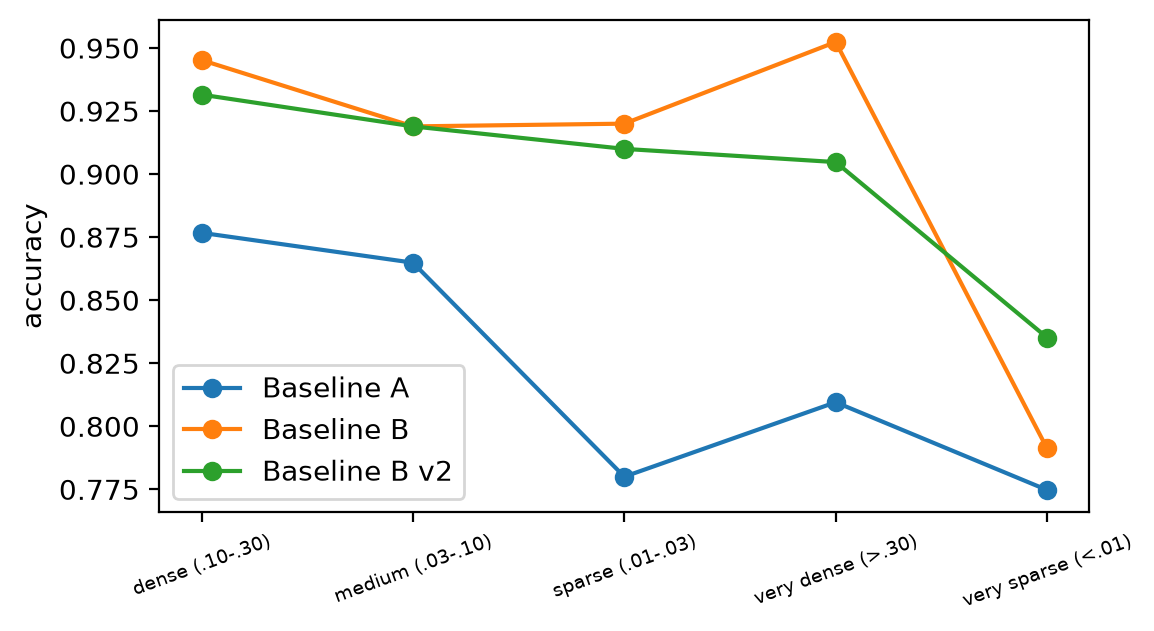 0.950
0.925
0.900
0.875
0.850
0.825
0.800
0.775
accuracy
Baseline A
Baseline B
Baseline B v2
dense (.10-.30)
medium (.03-.10)
sparse (.01-.03)
very dense (>.30)
very sparse (<.01)